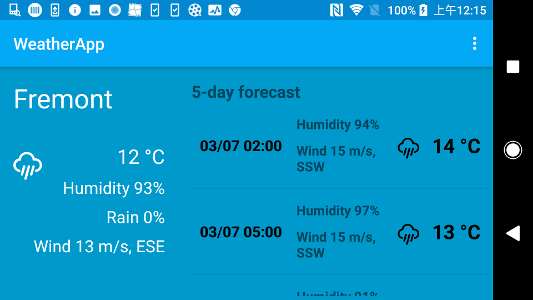 100% 上午12:15
WeatherApp
Fremont
12 °C
Humidity 93%
Rain 0%
Wind 13 m/s, ESE
5-day forecast
03/07 02:00
Humidity 94%
Wind 15 m/s,
SSW
14 °C
03/07 05:00
Humidity 97%
Wind 15 m/s,
SSW
13 °C